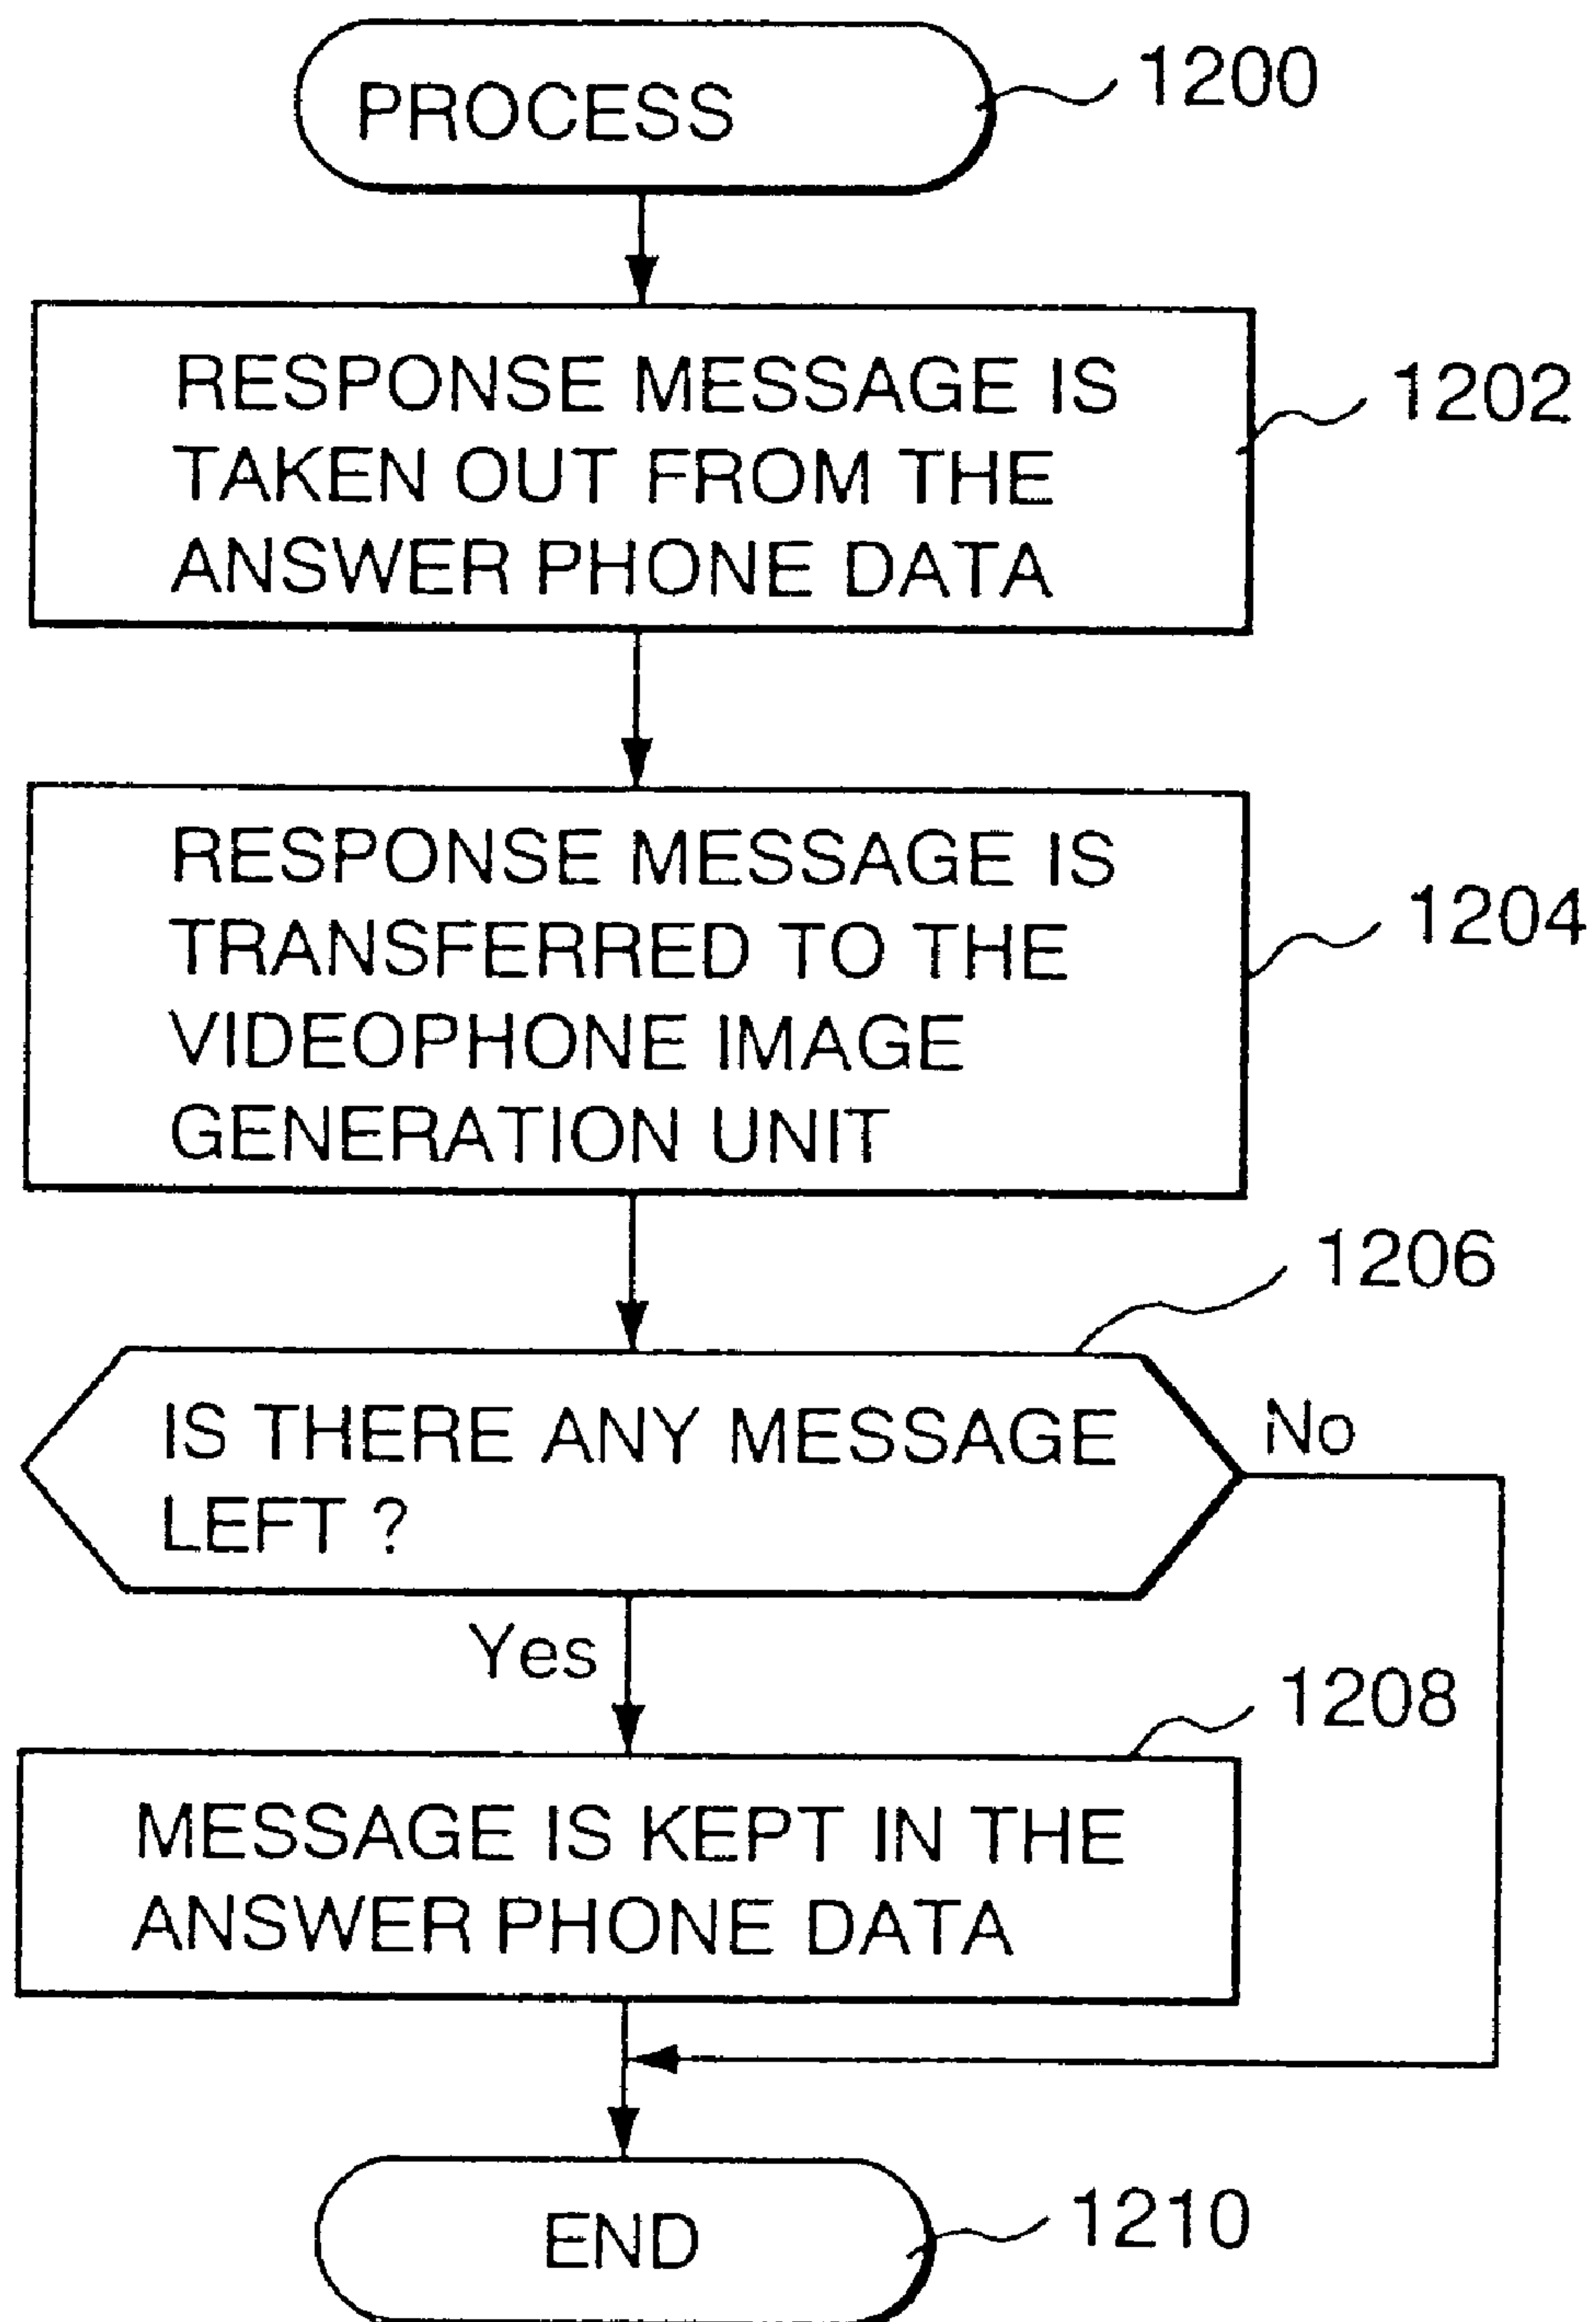 PROCESS
1200
RESPONSE MESSAGE IS
TAKEN OUT FROM THE
ANSWER PHONE DATA
1202
RESPONSE MESSAGE IS
TRANSFERRED TO THE
VIDEOPHONE IMAGE
GENERATION UNIT
1204
1206
IS THERE ANY MESSAGE
LEFT ?
No
Yes
1208
MESSAGE IS KEPT IN THE
ANSWER PHONE DATA
END
1210